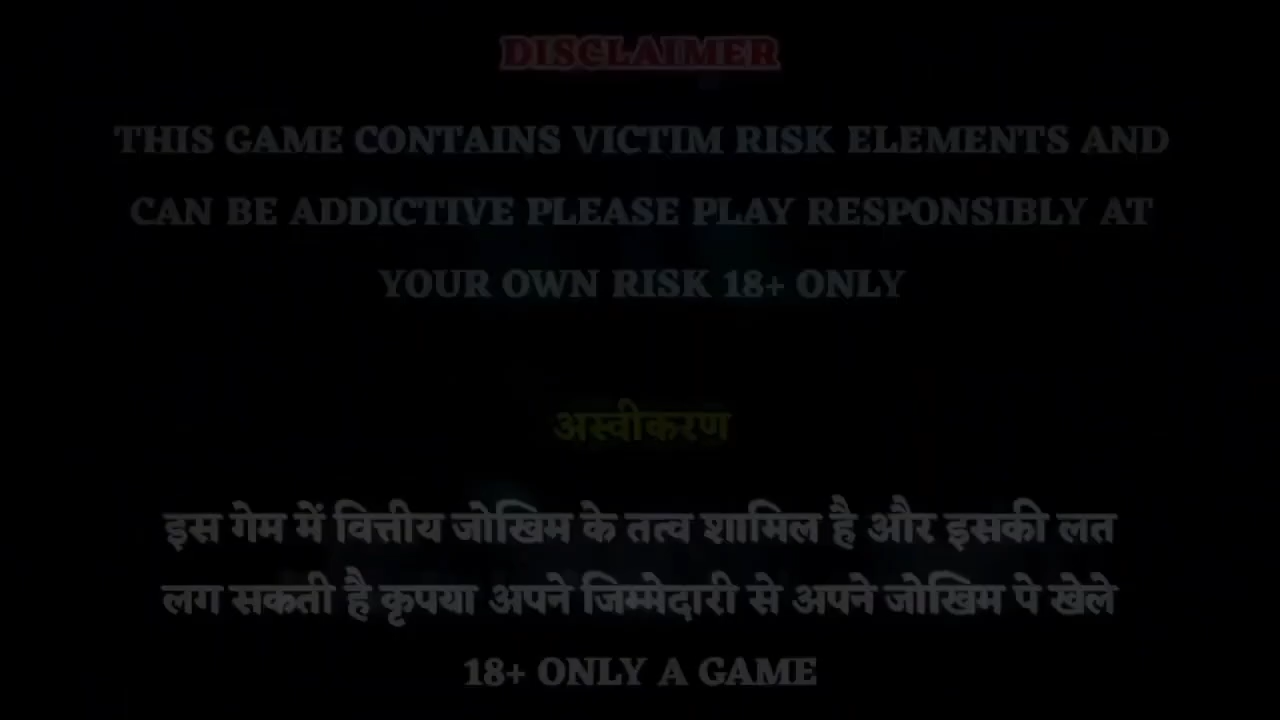 DISCLAIMER
THIS GAME CONTAINS VICTIM RISK ELEMENTS AND
CAN BE ADDICTIVE PLEASE PLAY RESPONSIBLY AT
YOUR OWN RISK 18+ ONLY
अस्वीकरण
इस गेम में वित्तीय जोखिम के तत्व शामिल है और इसकी लत
लग सकती है कृपया अपने जिम्मेदारी से अपने जोखिम पे खेले
18+ ONLY A GAME